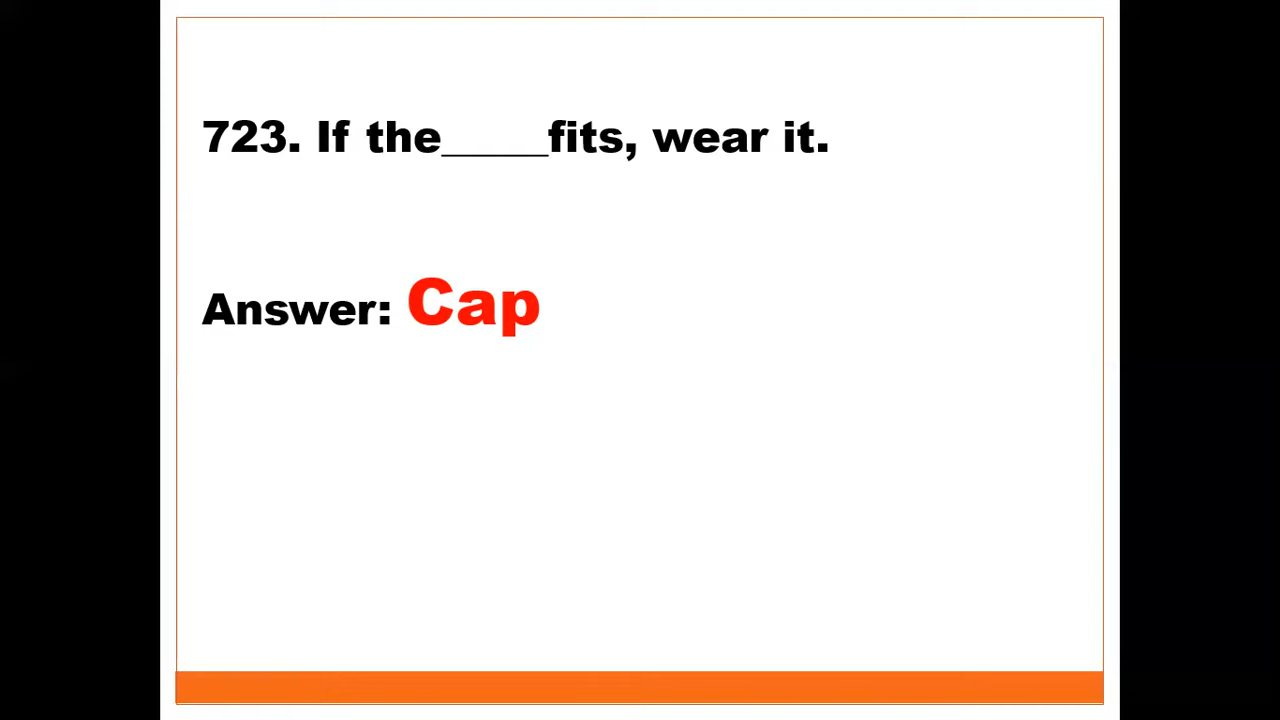 723. If the_____fits, wear it.
Answer: Cap